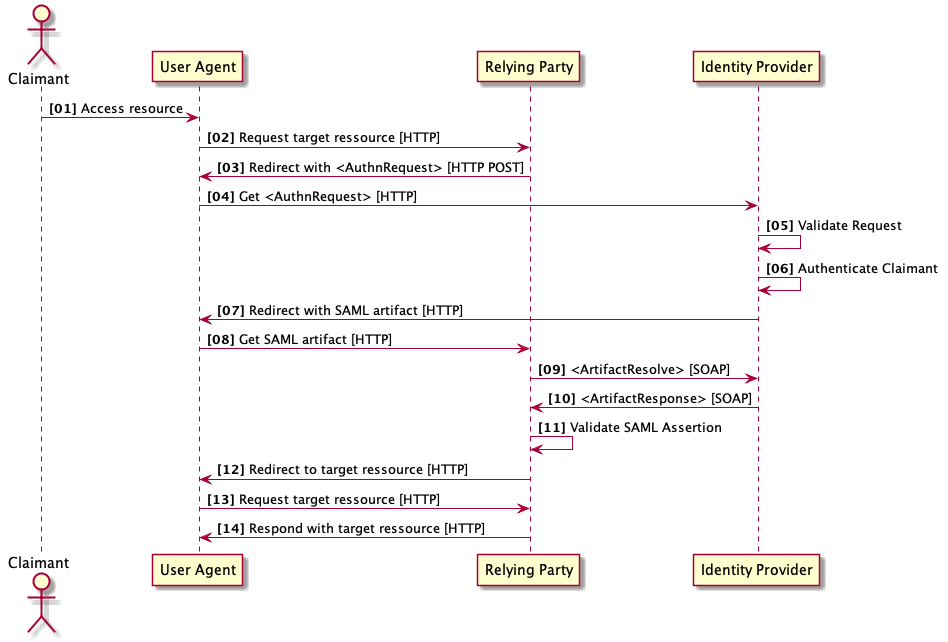 Claimant
User Agent
Relying Party
Identity Provider
[01] Access resource
[02] Request target ressource [HTTP]
[03] Redirect with <AuthnRequest> [HTTP POST]
[04] Get <AuthnRequest> [HTTP]
[05] Validate Request
[06] Authenticate Claimant
[07] Redirect with SAML artifact [HTTP]
[08] Get SAML artifact [HTTP]
[09] <ArtifactResolve> [SOAP]
[10] <ArtifactResponse> [SOAP]
[11] Validate SAML Assertion
[12] Redirect to target ressource [HTTP]
[13] Request target ressource [HTTP]
[14] Respond with target ressource [HTTP]
Claimant
User Agent
Relying Party
Identity Provider